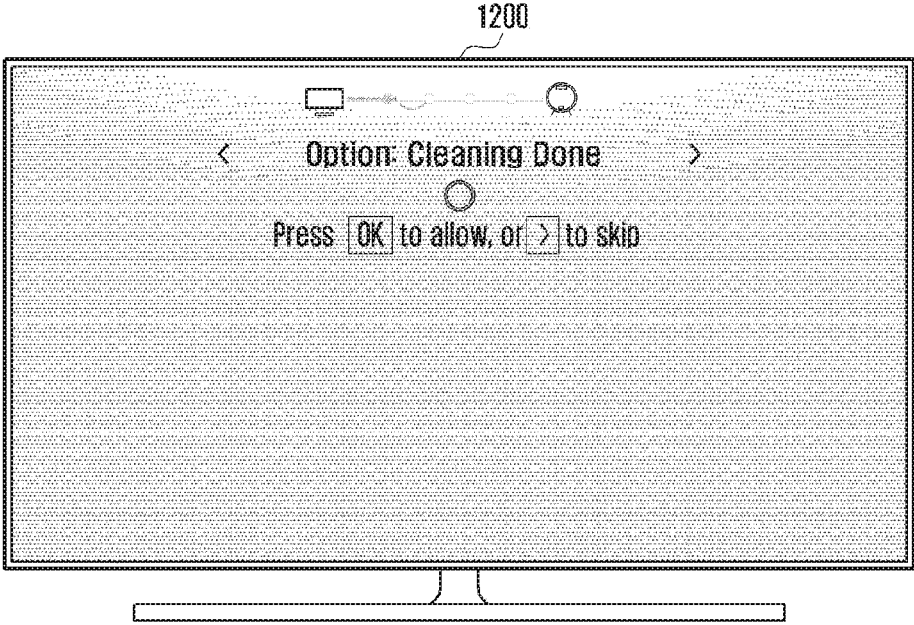 1200
< Option: Cleaning Done >
Press OK to allow, or > to skip